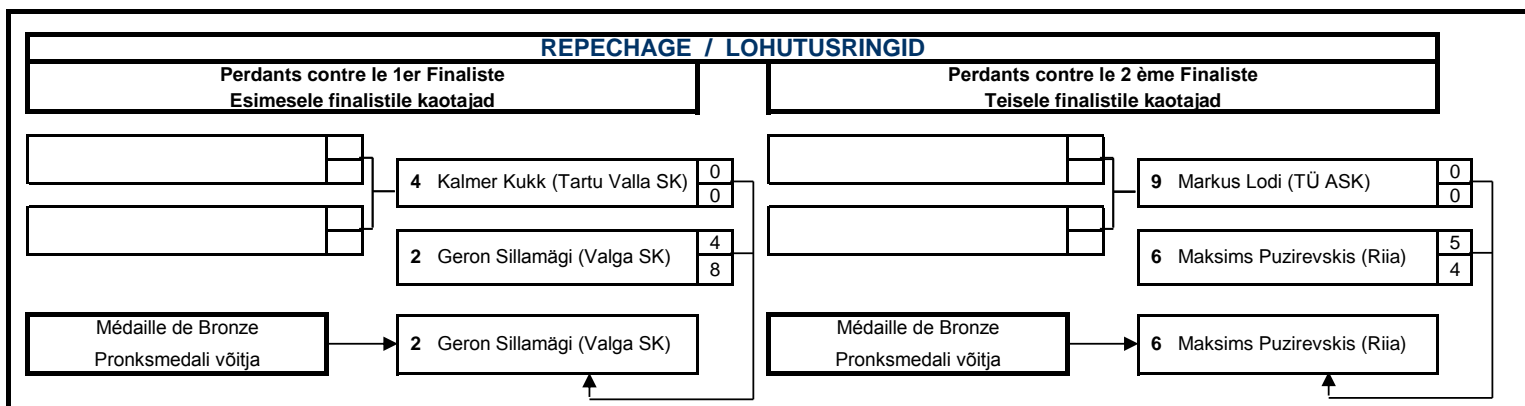 REPECHAGE / LOHUTUSRINGID
Perdants contre le 1er Finaliste
Esimesele finalistile kaotajad
Perdants contre le 2 ème Finaliste
Teisele finalistile kaotajad
4 Kalmer Kukk (Tartu Valla SK) 0
0
2 Geron Sillamägi (Valga SK) 4
8
Médaille de Bronze
Pronksmedali võitja
2 Geron Sillamägi (Valga SK)
9 Markus Lodi (TÜ ASK) 0
0
6 Maksims Puzirevskis (Riia) 5
4
Médaille de Bronze
Pronksmedali võitja
6 Maksims Puzirevskis (Riia)